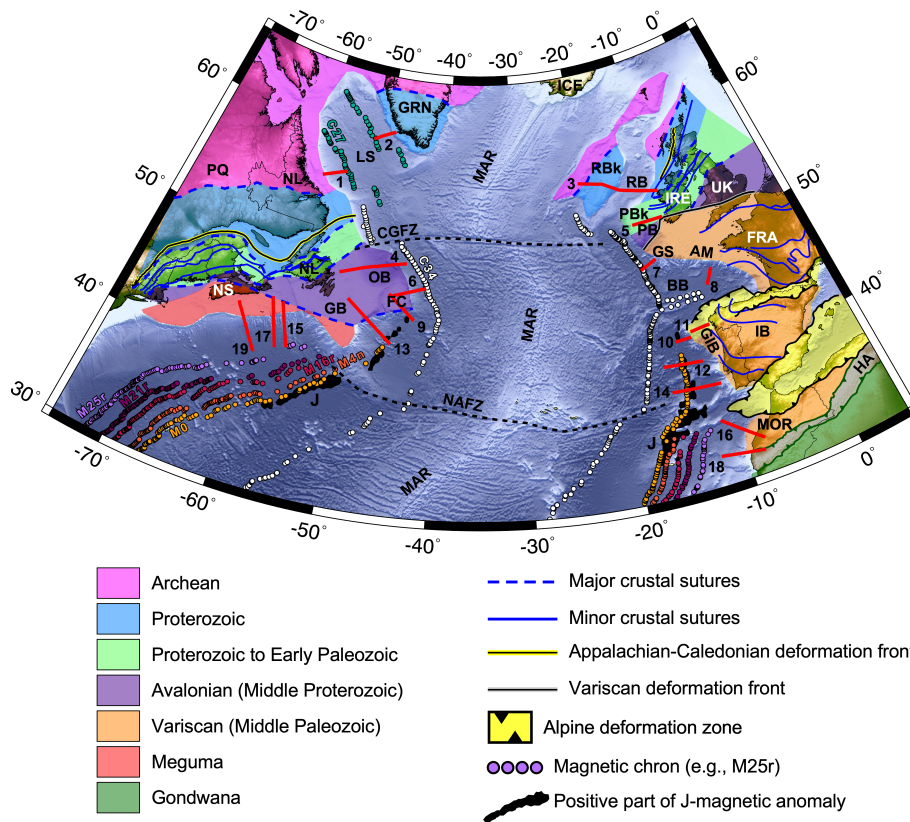 -70° -60° -50° -40° -30° -20° -10° 0°
60° 60°
50° 50°
40° 40°
30° 30°
-70° -60° -50° -40° -30° -20° -10° 0°
ICE
GRN
C27
LS
2
MAR
PQ
NL
1
RBk
3
RB
IRE
UK
PBk
5
PB
CGFZ
GS
AM
FRA
7
8
BB
C34
4
OB
NL
6
FC
NS
GB
9
13
19
17
15
11
10
GIB
IB
MAR
12
14
M25r
M21r
M16r
M4n
M0
J
NAFZ
HA
MOR
16
18
J
MAR
Archean
Proterozoic
Proterozoic to Early Paleozoic
Avalonian (Middle Proterozoic)
Variscan (Middle Paleozoic)
Meguma
Gondwana
Major crustal sutures
Minor crustal sutures
Appalachian-Caledonian deformation front
Variscan deformation front
Alpine deformation zone
Magnetic chron (e.g., M25r)
Positive part of J-magnetic anomaly